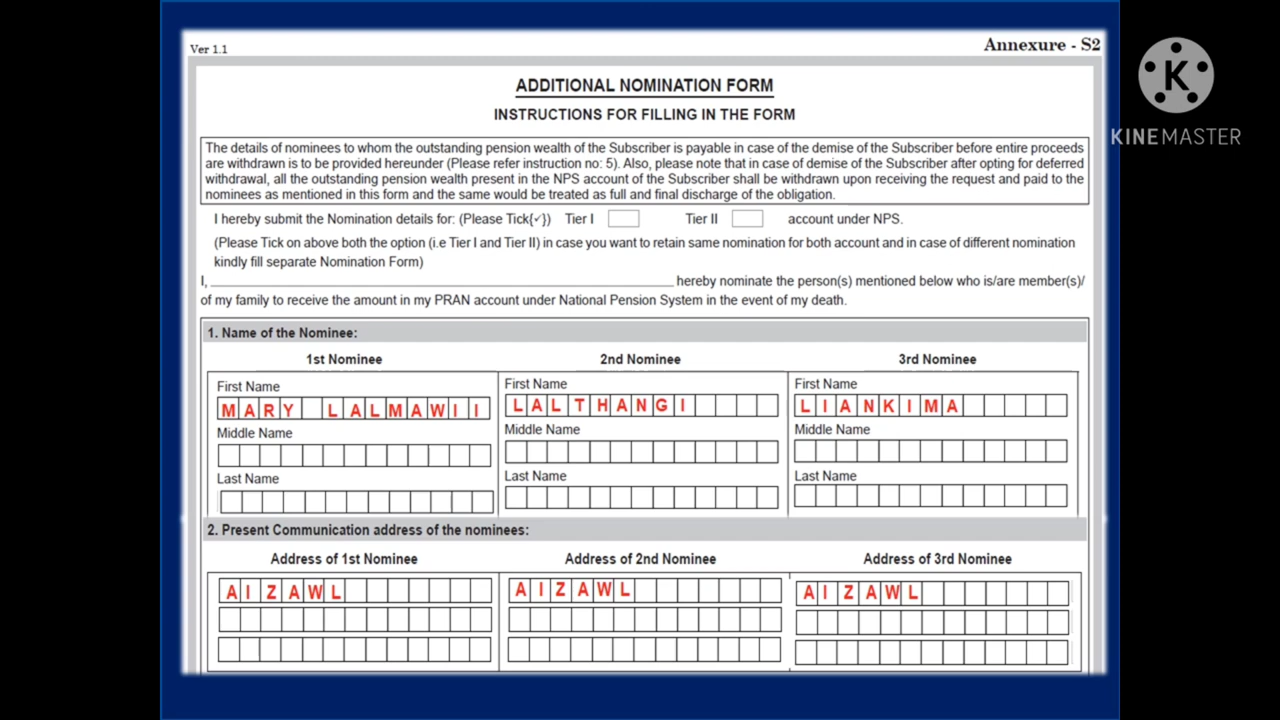 Ver 1.1
Annexure - S2
ADDITIONAL NOMINATION FORM
INSTRUCTIONS FOR FILLING IN THE FORM
The details of nominees to whom the outstanding pension wealth of the Subscriber is payable in case of the demise of the Subscriber before entire proceeds
are withdrawn is to be provided hereunder (Please refer instruction no: 5). Also, please note that in case of demise of the Subscriber after opting for deferred
withdrawal, all the outstanding pension wealth present in the NPS account of the Subscriber shall be withdrawn upon receiving the request and paid to the
nominees as mentioned in this form and the same would be treated as full and final discharge of the obligation.
I hereby submit the Nomination details for: (Please Tick{✓}) Tier I Tier II account under NPS.
(Please Tick on above both the option (i.e Tier I and Tier II) in case you want to retain same nomination for both account and in case of different nomination
kindly fill separate Nomination Form)
I, hereby nominate the person(s) mentioned below who is/are member(s)/
of my family to receive the amount in my PRAN account under National Pension System in the event of my death.
1. Name of the Nominee:
1st Nominee 2nd Nominee 3rd Nominee
First Name First Name First Name
MARY LALMAWII LALTHANGI LIANKIMA
Middle Name Middle Name Middle Name
Last Name Last Name Last Name
2. Present Communication address of the nominees:
Address of 1st Nominee Address of 2nd Nominee Address of 3rd Nominee
AIZAWL AIZAWL AIZAWL
K
KINEMASTER